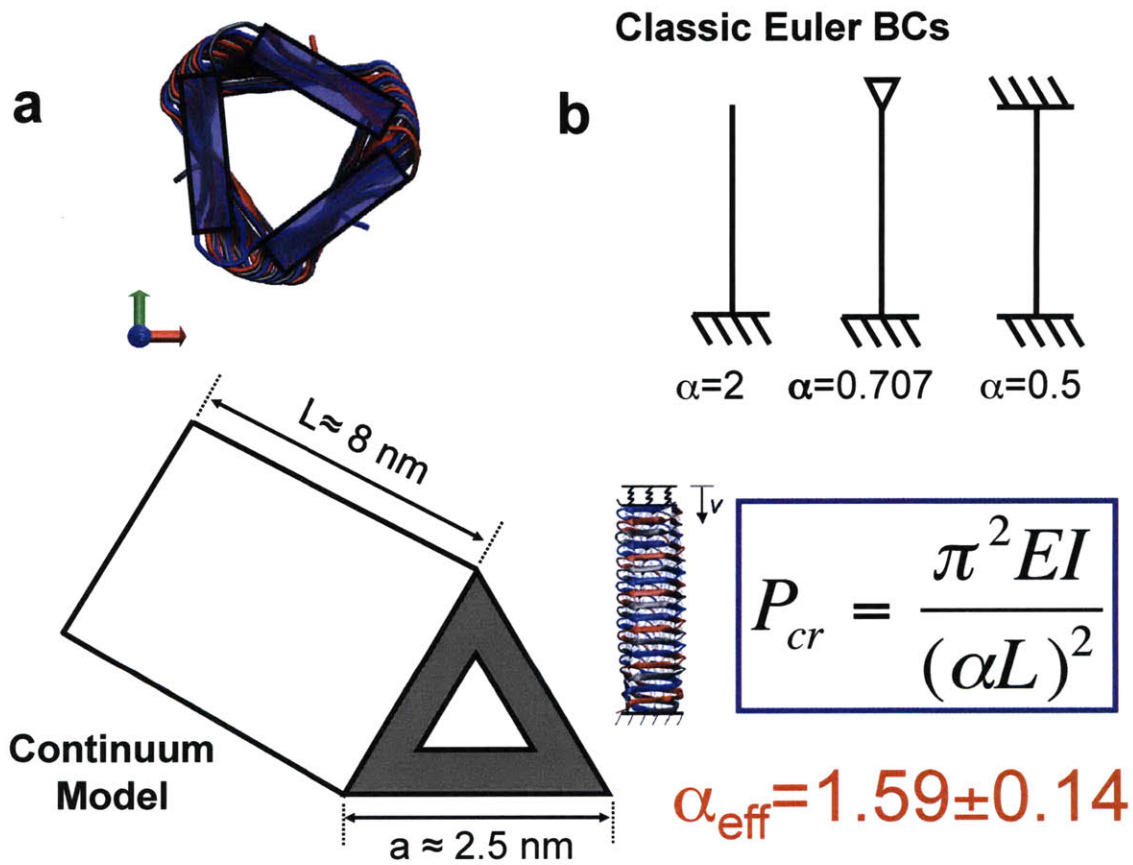 Classic Euler BCs
a
b
α=2
α=0.707
α=0.5
L≈ 8 nm
v
P_cr = π²EI / (αL)²
Continuum
Model
a ≈ 2.5 nm
α_eff=1.59±0.14